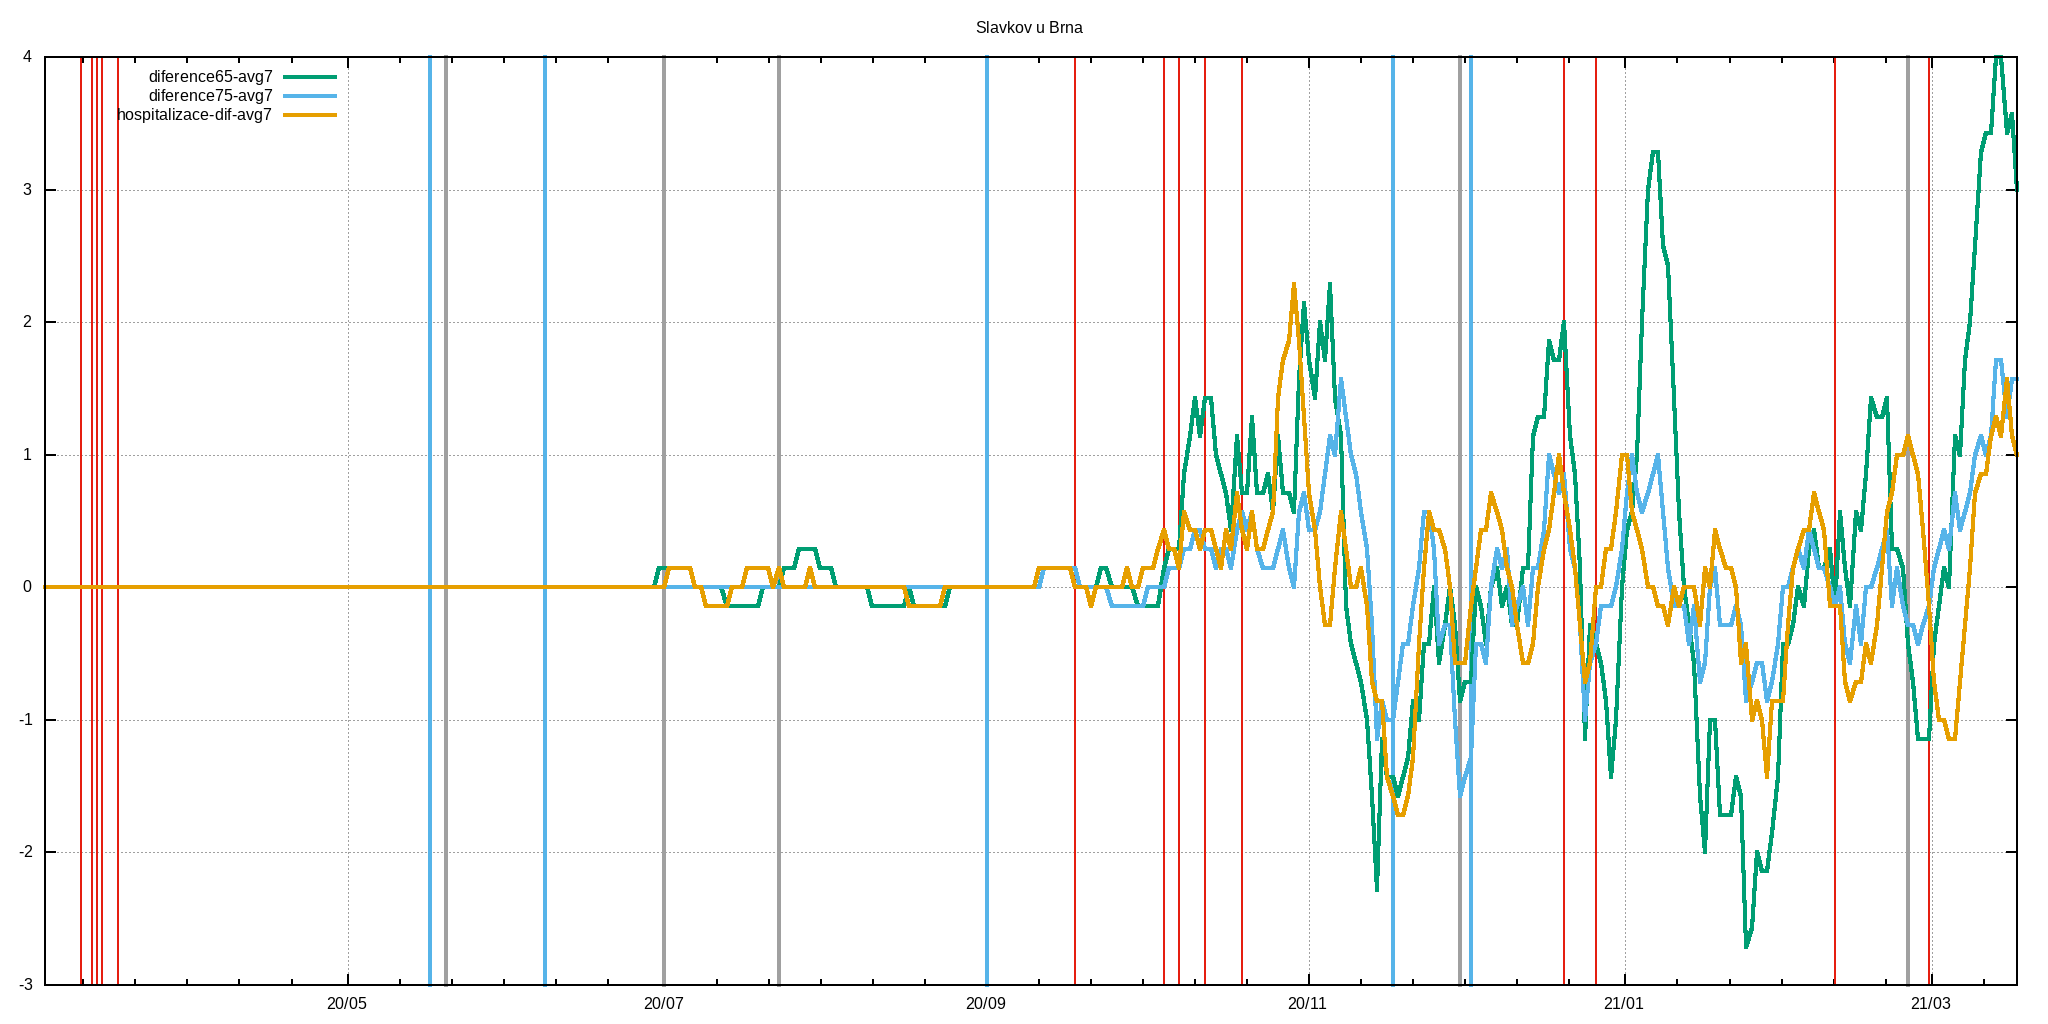 Slavkov u Brna
diference65-avg7
diference75-avg7
hospitalizace-dif-avg7
4
3
2
1
0
-1
-2
-3
20/05 20/07 20/09 20/11 21/01 21/03